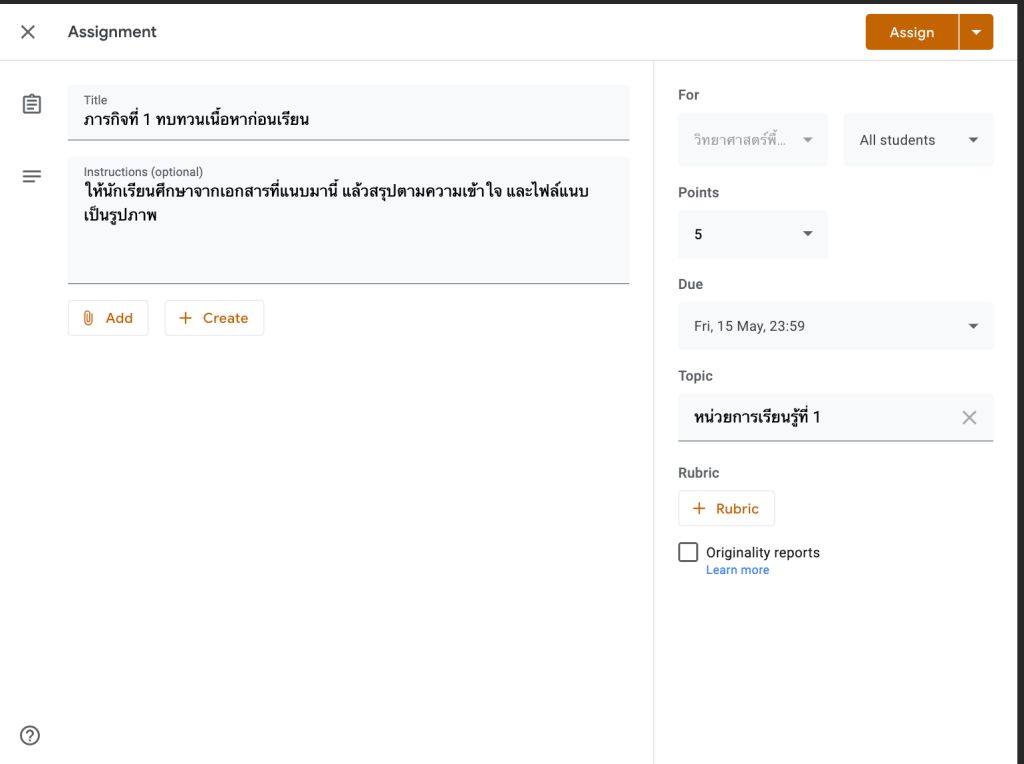 Assignment
Assign
Title
ภารกิจที่ 1 ทบทวนเนื้อหาก่อนเรียน
Instructions (optional)
ให้นักเรียนศึกษาจากเอกสารที่แนบมานี้ แล้วสรุปตามความเข้าใจ และไฟล์แนบ
เป็นรูปภาพ
Add
Create
For
วิทยาศาสตร์พื้...
All students
Points
5
Due
Fri, 15 May, 23:59
Topic
หน่วยการเรียนรู้ที่ 1
Rubric
Rubric
Originality reports
Learn more